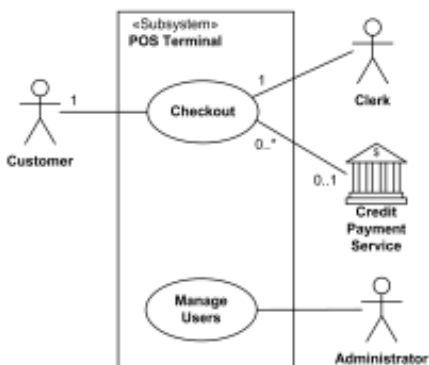 «Subsystem»
POS Terminal
1
Checkout
1
Clerk
Customer
0..*
0..1
$
Credit
Payment
Service
Manage
Users
Administrator